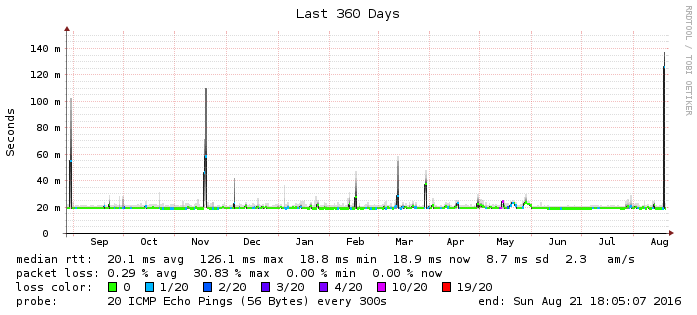 Last 360 Days
RRDTOOL / TOBI OETIKER
Seconds
140 m
120 m
100 m
80 m
60 m
40 m
20 m
0
Sep Oct Nov Dec Jan Feb Mar Apr May Jun Jul Aug
median rtt: 20.1 ms avg 126.1 ms max 18.8 ms min 18.9 ms now 8.7 ms sd 2.3 am/s
packet loss: 0.29 % avg 30.83 % max 0.00 % min 0.00 % now
loss color: 0 1/20 2/20 3/20 4/20 10/20 19/20
probe: 20 ICMP Echo Pings (56 Bytes) every 300s end: Sun Aug 21 18:05:07 2016